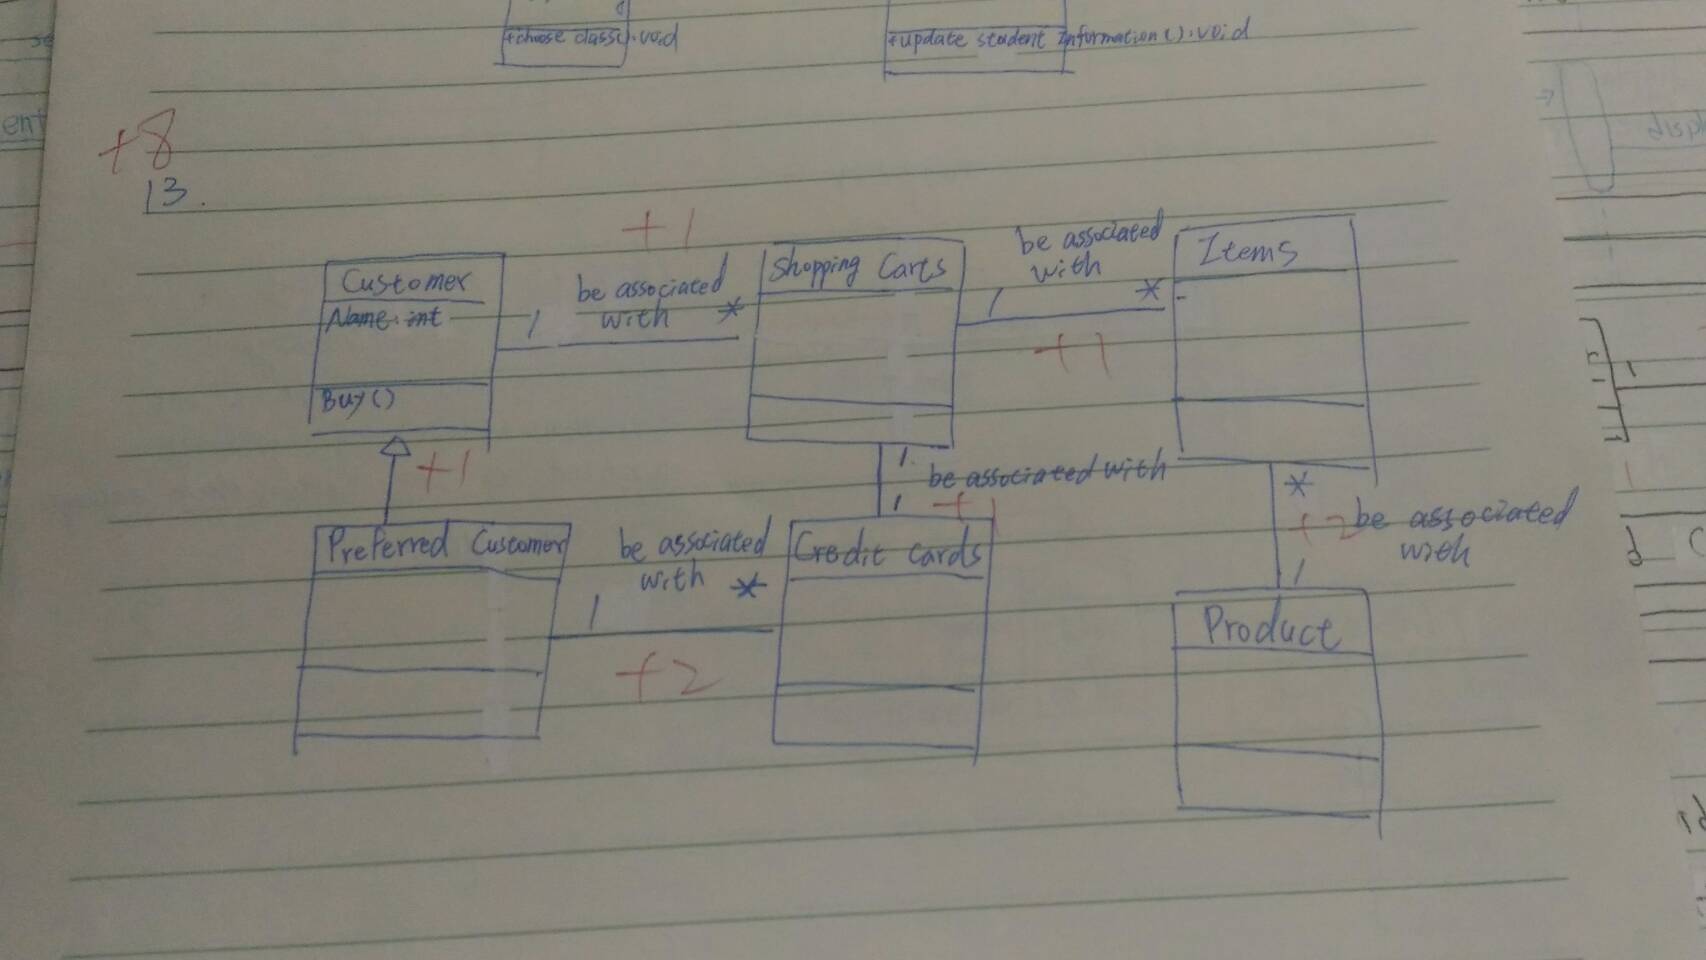 +choose class().void
+update student Information().void
+8
13.
+1
Customer
Name: int
Buy()
1
be associated
with
*
Shopping Carts
1
be associated
with
*
+1
Items
-
+1
1.
be associated with
1
+1
*
+2
be associated
with
1
Preferred Customer
be associated
with
1
*
+2
Credit Cards
Product